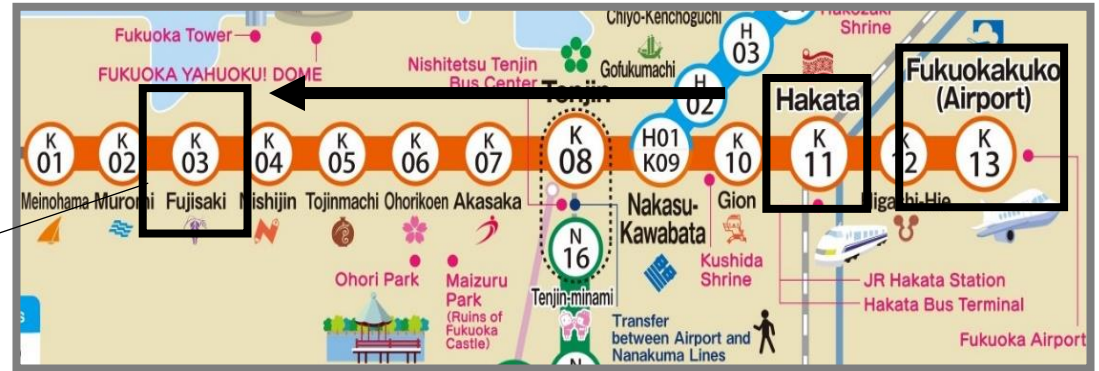 Chiyo-Kenchoguchi
Hakozaki
Shrine
H
03
Fukuoka Tower
FUKUOKA YAHUOKU! DOME
Nishitetsu Tenjin
Bus Center
Gofukumachi
H
02
Tenjin
Hakata
Fukuokakuko
(Airport)
K
01
K
02
K
03
K
04
K
05
K
06
K
07
K
08
H01
K09
K
10
K
11
K
12
K
13
Meinohama
Muromi
Fujisaki
Nishijin
Tojinmachi
Ohorikoen
Akasaka
Nakasu-
Kawabata
Gion
Higashi-Hie
N
16
Tenjin-minami
Ohori Park
Maizuru
Park
(Ruins of
Fukuoka
Castle)
Kushida
Shrine
JR Hakata Station
Hakata Bus Terminal
Fukuoka Airport
Transfer
between Airport and
Nanakuma Lines
N
s